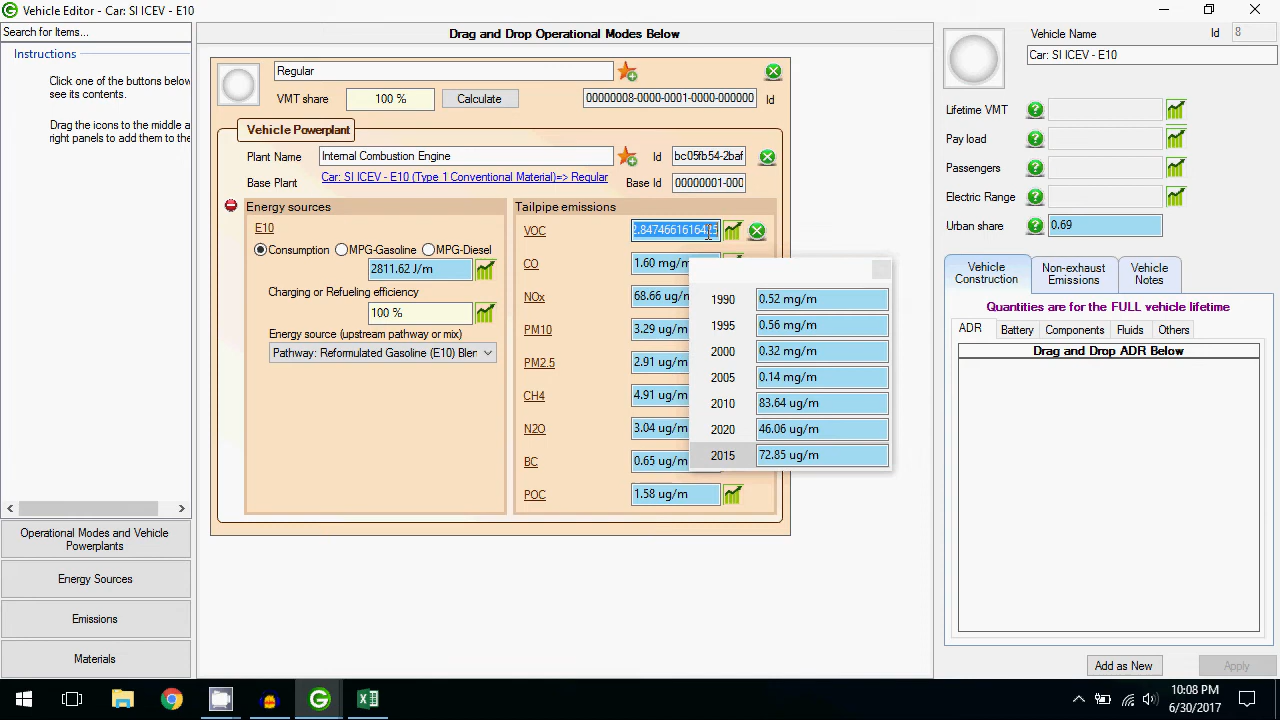 Vehicle Editor - Car: SI ICEV - E10
Search for Items...
Instructions
Click one of the buttons below
see its contents.
Drag the icons to the middle a
right panels to add them to the
Operational Modes and Vehicle
Powerplants
Energy Sources
Emissions
Materials
Drag and Drop Operational Modes Below
Regular
VMT share
100 %
Calculate
00000008-0000-0001-0000-000000
Id
Vehicle Powerplant
Plant Name
Internal Combustion Engine
Id
bc05fb54-2baf
Base Plant
Car: SI ICEV - E10 (Type 1 Conventional Material)=> Regular
Base Id
00000001-000
Energy sources
E10
Consumption
MPG-Gasoline
MPG-Diesel
2811.62 J/m
Charging or Refueling efficiency
100 %
Energy source (upstream pathway or mix)
Pathway: Reformulated Gasoline (E10) Blen
Tailpipe emissions
VOC
CO 1.60 mg/m
NOx 68.66 ug/m
PM10 3.29 ug/m
PM2.5 2.91 ug/m
CH4 4.91 ug/m
N2O 3.04 ug/m
BC 0.65 ug/m
POC 1.58 ug/m
1990 0.52 mg/m
1995 0.56 mg/m
2000 0.32 mg/m
2005 0.14 mg/m
2010 83.64 ug/m
2020 46.06 ug/m
2015 72.85 ug/m
Vehicle Name
Id 8
Car: SI ICEV - E10
Lifetime VMT
Pay load
Passengers
Electric Range
Urban share 0.69
Vehicle
Construction
Non-exhaust
Emissions
Vehicle
Notes
Quantities are for the FULL vehicle lifetime
ADR
Battery
Components
Fluids
Others
Drag and Drop ADR Below
Add as New
Apply
10:08 PM
6/30/2017